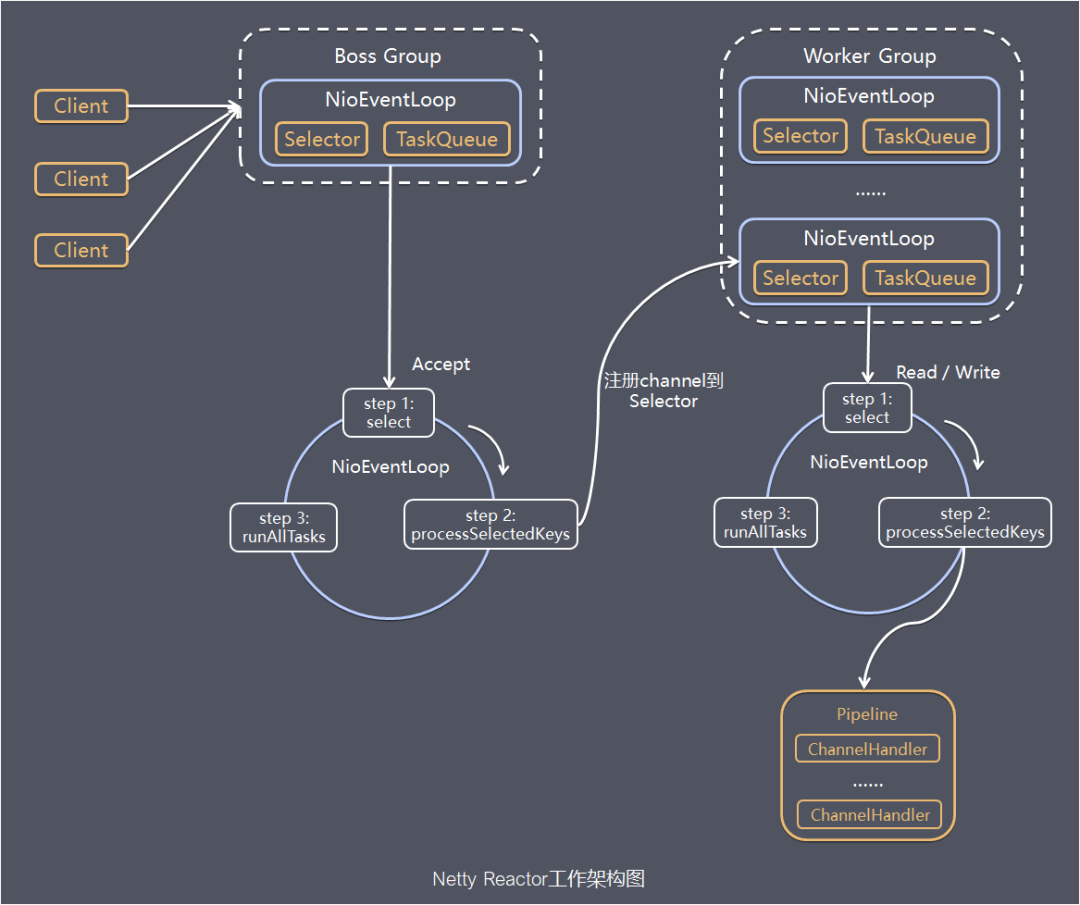 Client
Client
Client
Boss Group
NioEventLoop
Selector
TaskQueue
Worker Group
NioEventLoop
Selector
TaskQueue
......
NioEventLoop
Selector
TaskQueue
Accept
step 1:
select
NioEventLoop
step 2:
processSelectedKeys
step 3:
runAllTasks
注册channel到
Selector
Read / Write
step 1:
select
NioEventLoop
step 2:
processSelectedKeys
step 3:
runAllTasks
Pipeline
ChannelHandler
......
ChannelHandler
Netty Reactor工作架构图